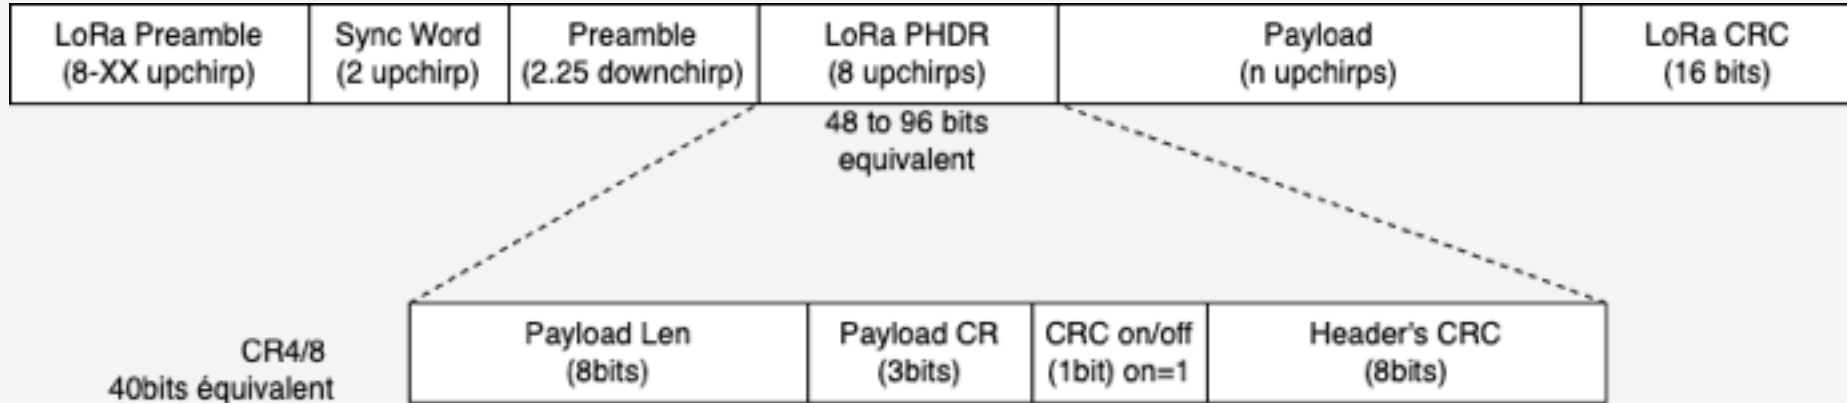 LoRa Preamble
(8-XX upchirp)
Sync Word
(2 upchirp)
Preamble
(2.25 downchirp)
LoRa PHDR
(8 upchirps)
Payload
(n upchirps)
LoRa CRC
(16 bits)
48 to 96 bits
equivalent
CR4/8
40bits équivalent
Payload Len
(8bits)
Payload CR
(3bits)
CRC on/off
(1bit) on=1
Header's CRC
(8bits)